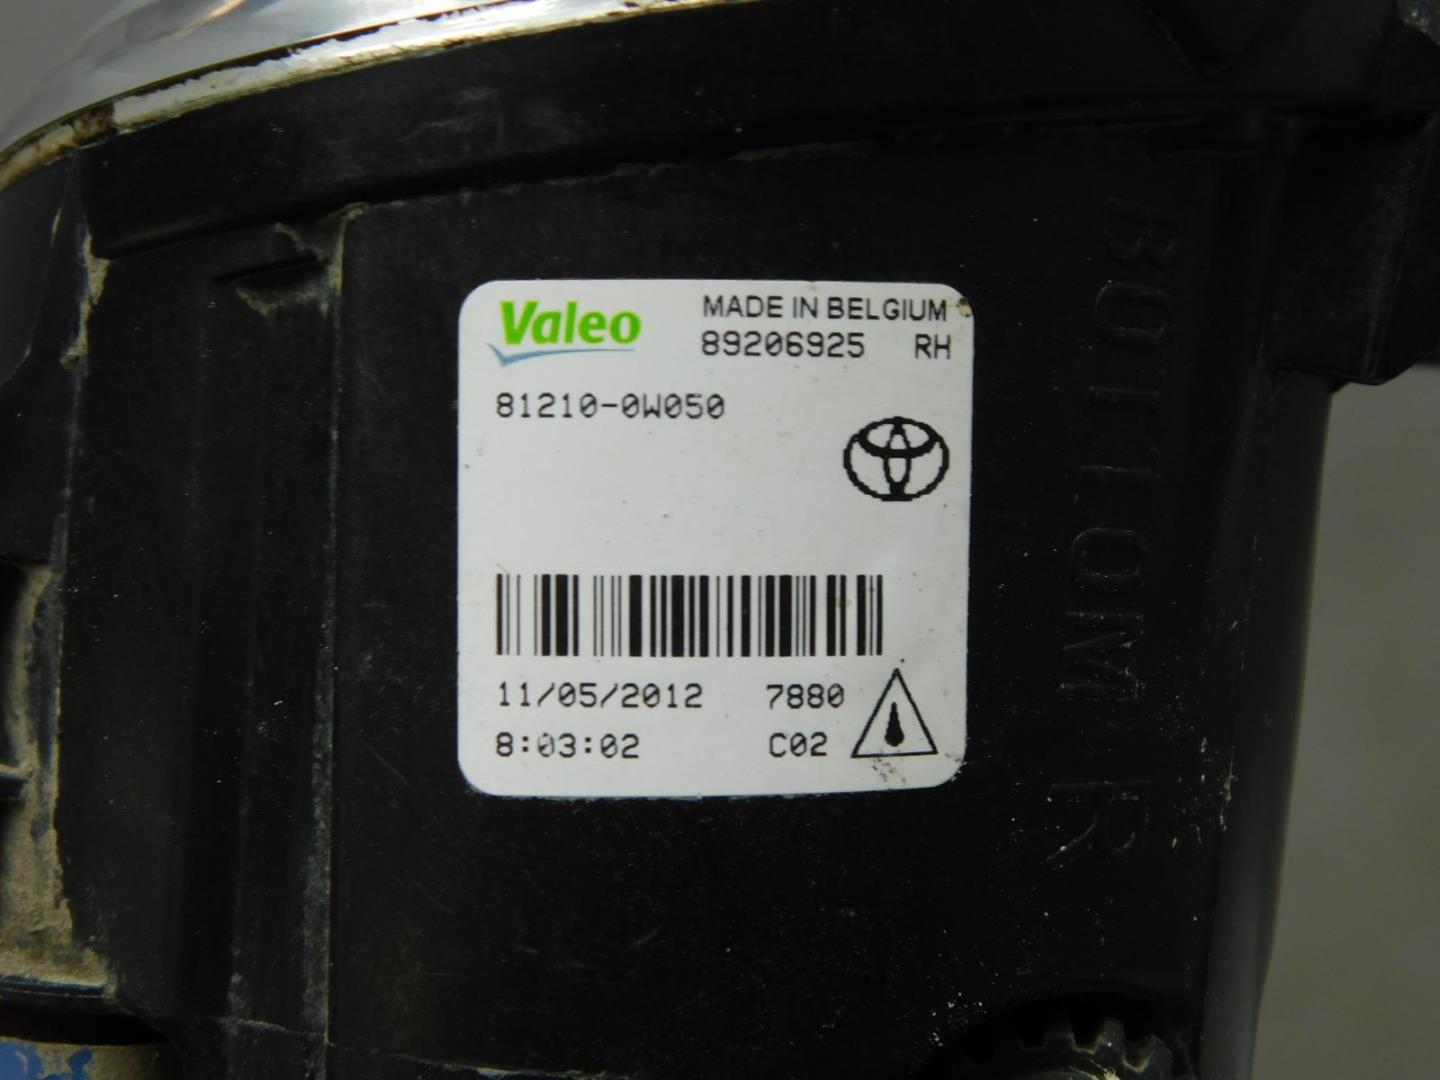 Valeo
MADE IN BELGIUM
89206925 RH
81210-0W050
11/05/2012 7880
8:03:02 C02
BOTTOM R